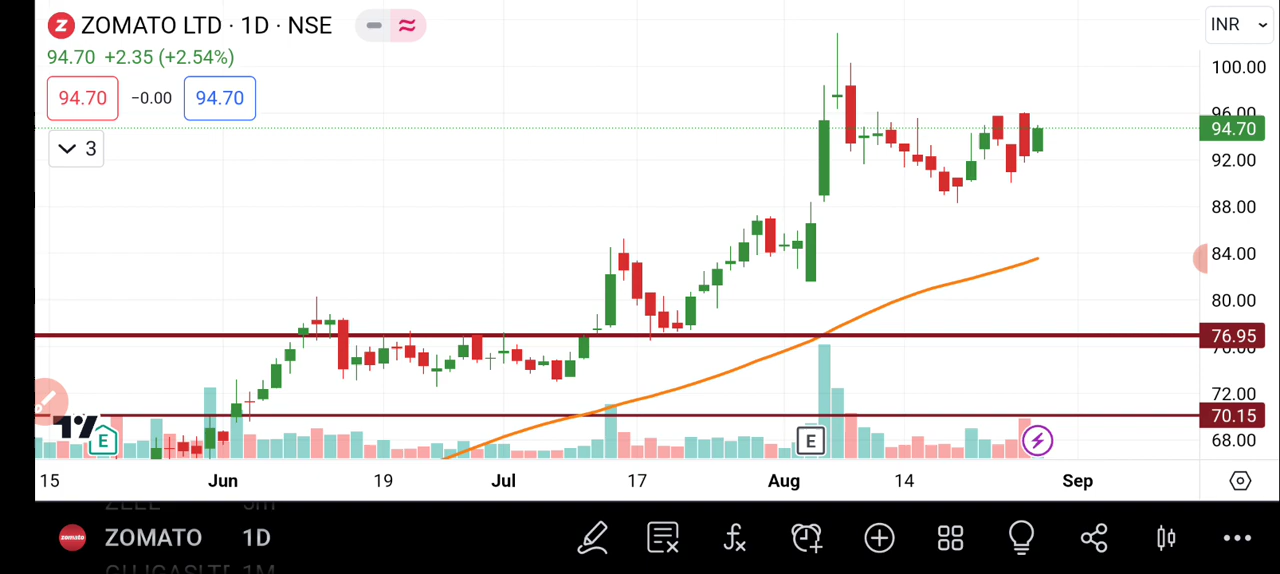 Z ZOMATO LTD · 1D · NSE
94.70 +2.35 (+2.54%)
94.70 −0.00 94.70
3
INR
100.00
96.00
94.70
92.00
88.00
84.00
80.00
76.95
76.00
72.00
70.15
68.00
E E
15 Jun 19 Jul 17 Aug 14 Sep
zomato ZOMATO 1D